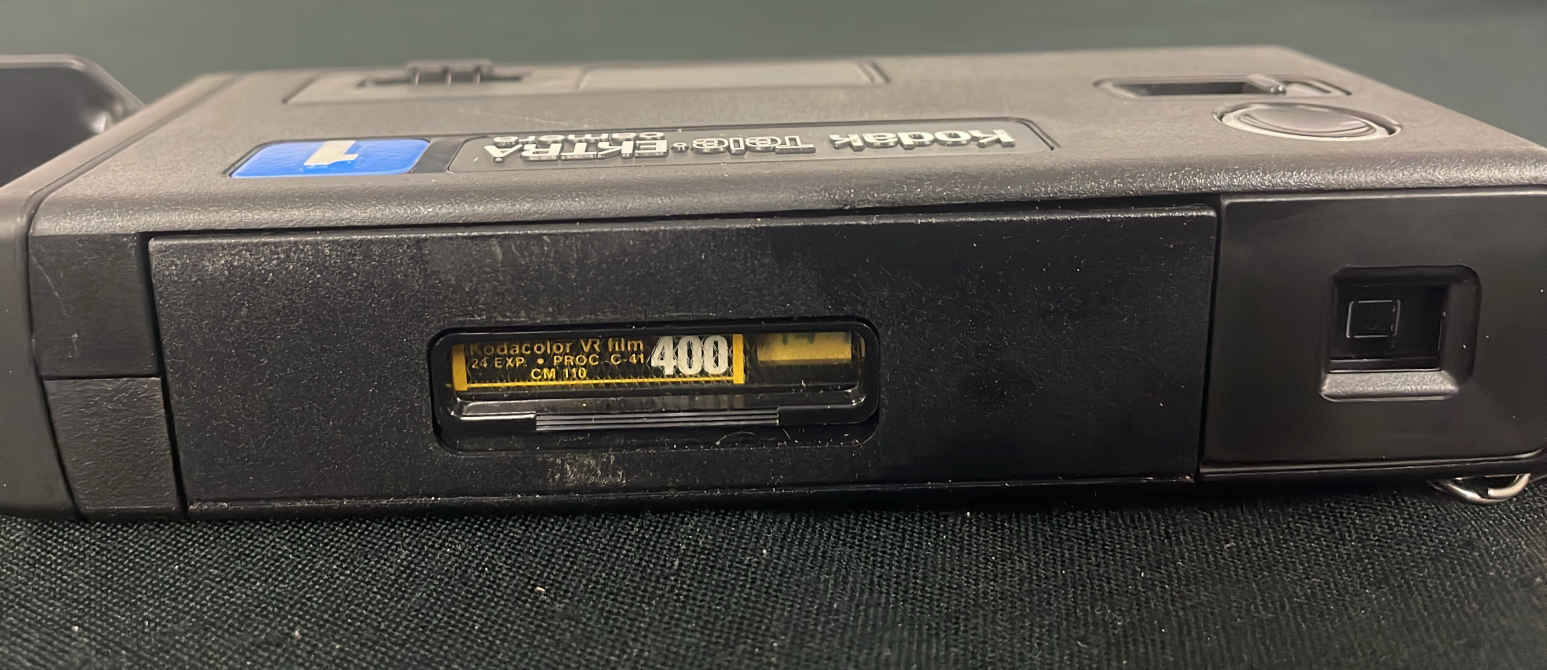 Kodak Tele·EKTRA 1
camera
Kodacolor VR film 400
24 EXP. • PROC. C-41
CM 110